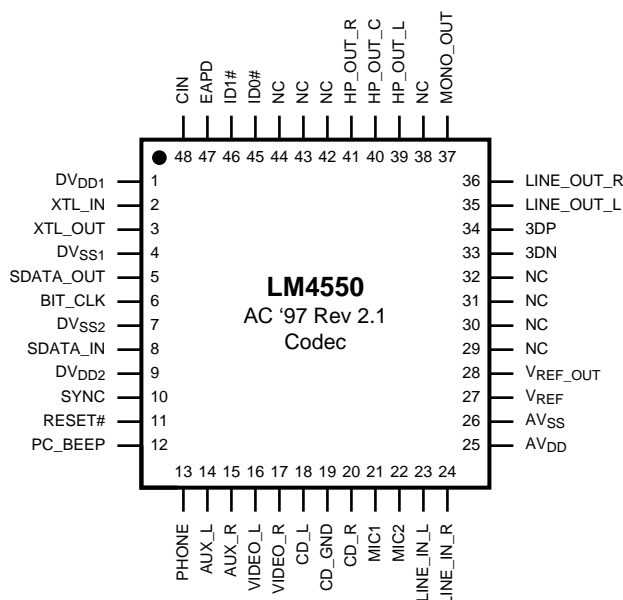 CIN
EAPD
ID1#
ID0#
NC
NC
NC
HP_OUT_R
HP_OUT_C
HP_OUT_L
NC
MONO_OUT
48 47 46 45 44 43 42 41 40 39 38 37
DVDD1 1
XTL_IN 2
XTL_OUT 3
DVSS1 4
SDATA_OUT 5
BIT_CLK 6
DVSS2 7
SDATA_IN 8
DVDD2 9
SYNC 10
RESET# 11
PC_BEEP 12
LM4550
AC ‘97 Rev 2.1
Codec
36 LINE_OUT_R
35 LINE_OUT_L
34 3DP
33 3DN
32 NC
31 NC
30 NC
29 NC
28 VREF_OUT
27 VREF
26 AVSS
25 AVDD
13 14 15 16 17 18 19 20 21 22 23 24
PHONE
AUX_L
AUX_R
VIDEO_L
VIDEO_R
CD_L
CD_GND
CD_R
MIC1
MIC2
LINE_IN_L
LINE_IN_R